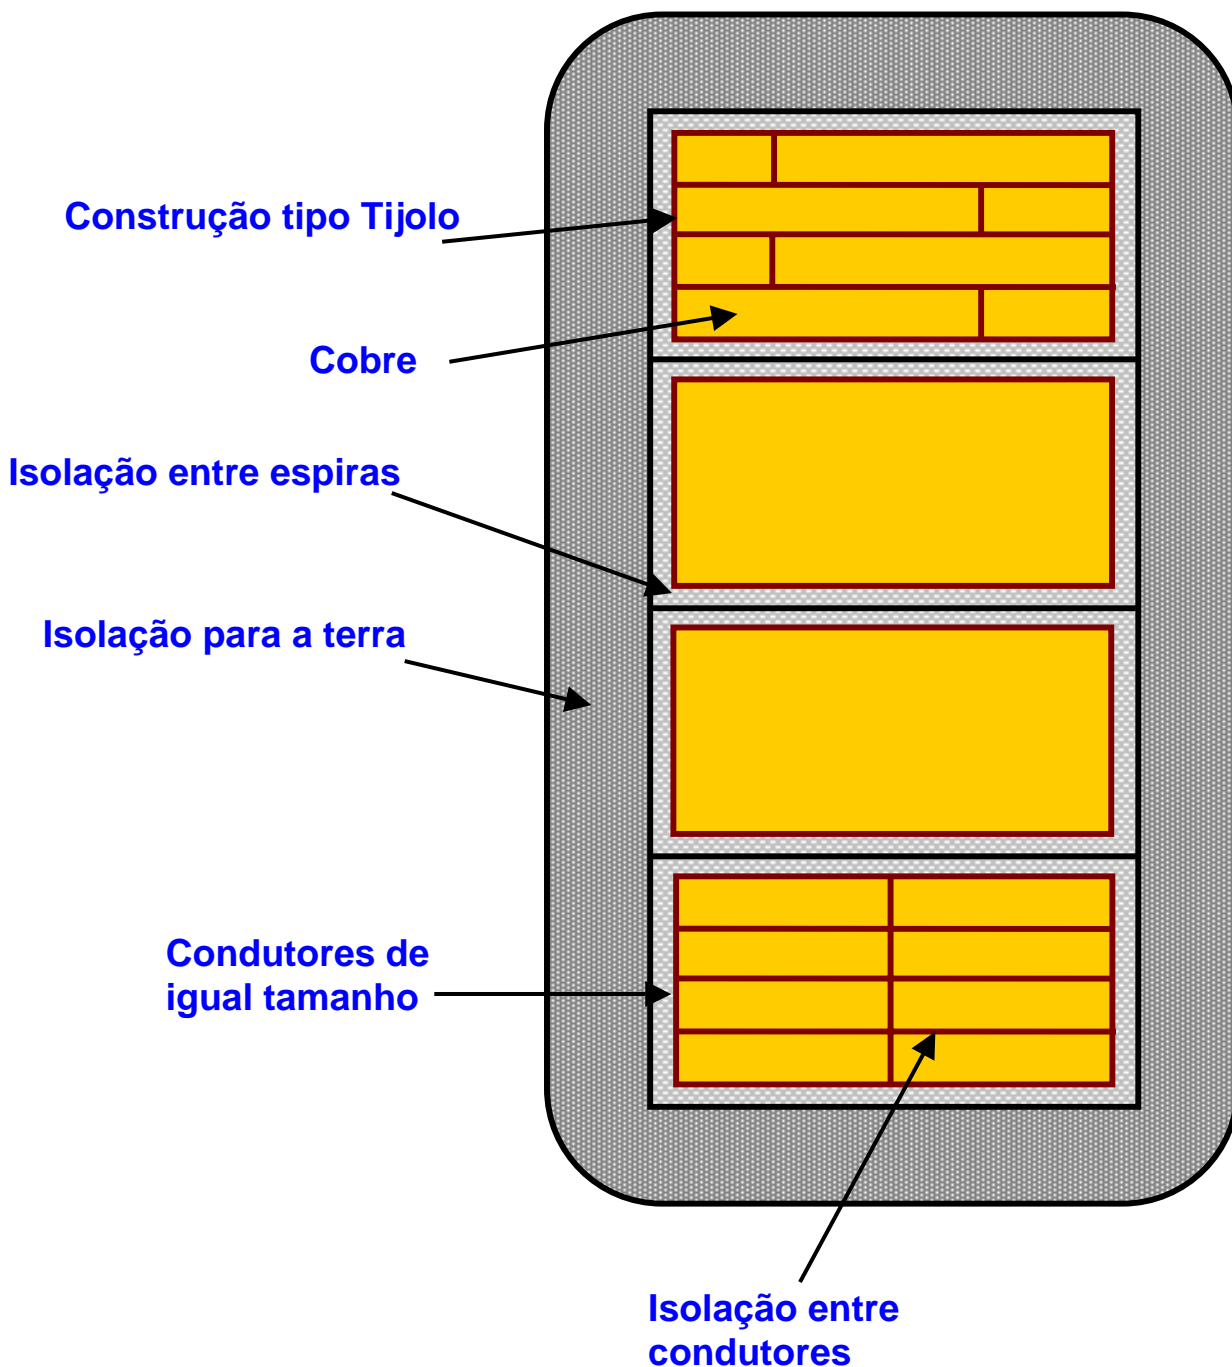 Construção tipo Tijolo
Cobre
Isolação entre espiras
Isolação para a terra
Condutores de
igual tamanho
Isolação entre
condutores